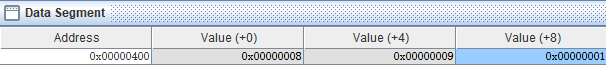 Data Segment
Address Value (+0) Value (+4) Value (+8)
0x00000400 0x00000008 0x00000009 0x00000001